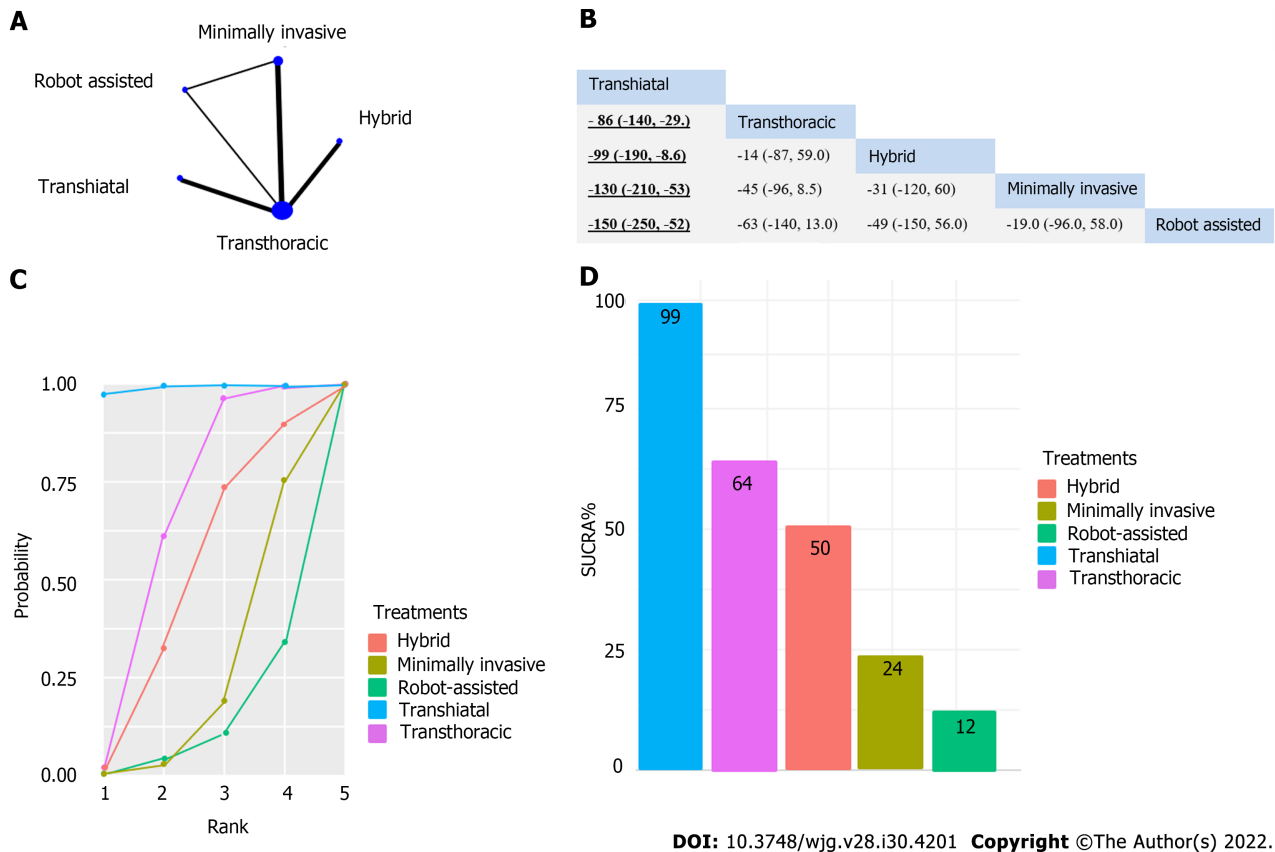 A
Minimally invasive
Robot assisted
Hybrid
Transhiatal
Transthoracic
B
Transhiatal
- 86 (-140, -29.) Transthoracic
-99 (-190, -8.6) -14 (-87, 59.0) Hybrid
-130 (-210, -53) -45 (-96, 8.5) -31 (-120, 60) Minimally invasive
-150 (-250, -52) -63 (-140, 13.0) -49 (-150, 56.0) -19.0 (-96.0, 58.0) Robot assisted
C
1.00
0.75
0.50
0.25
0.00
Probability
1 2 3 4 5
Rank
Treatments
Hybrid
Minimally invasive
Robot-assisted
Transhiatal
Transthoracic
D
100
75
50
25
0
SUCRA%
99
64
50
24
12
Treatments
Hybrid
Minimally invasive
Robot-assisted
Transhiatal
Transthoracic
DOI: 10.3748/wjg.v28.i30.4201 Copyright ©The Author(s) 2022.